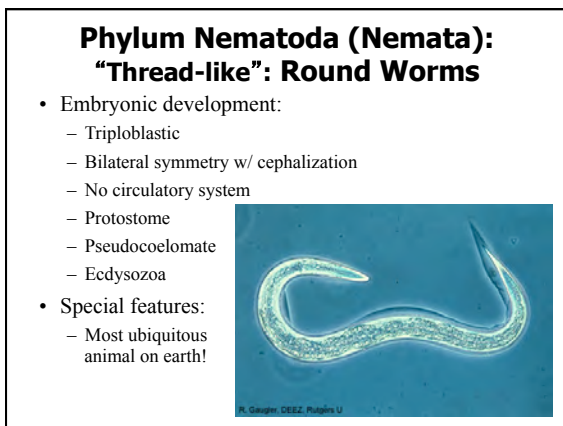 Phylum Nematoda (Nemata):
“Thread-like”: Round Worms
• Embryonic development:
– Triploblastic
– Bilateral symmetry w/ cephalization
– No circulatory system
– Protostome
– Pseudocoelomate
– Ecdysozoa
• Special features:
– Most ubiquitous
animal on earth!
R. Gaugler, DEEZ, Rutgers U